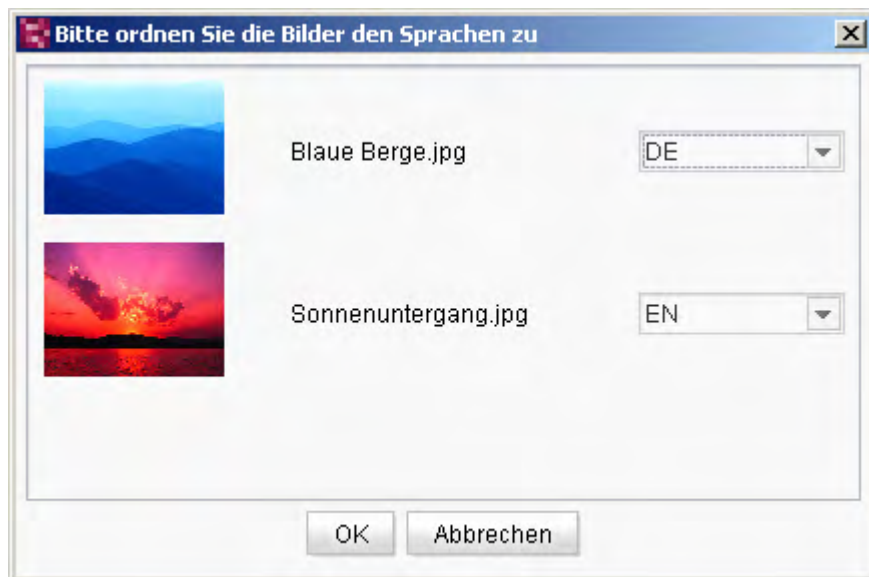 Bitte ordnen Sie die Bilder den Sprachen zu
Blaue Berge.jpg DE
Sonnenuntergang.jpg EN
OK Abbrechen